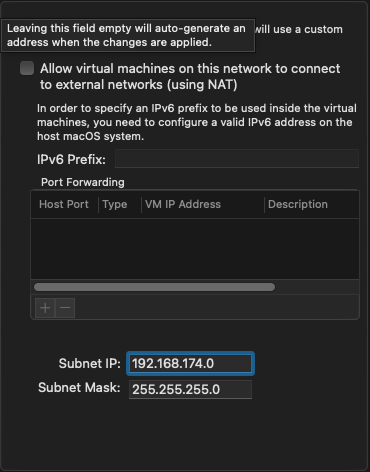 Leaving this field empty will auto-generate an
address when the changes are applied.
will use a custom
Allow virtual machines on this network to connect
to external networks (using NAT)
In order to specify an IPv6 prefix to be used inside the virtual
machines, you need to configure a valid IPv6 address on the
host macOS system.
IPv6 Prefix:
Port Forwarding
Host Port Type VM IP Address Description
+ −
Subnet IP: 192.168.174.0
Subnet Mask: 255.255.255.0